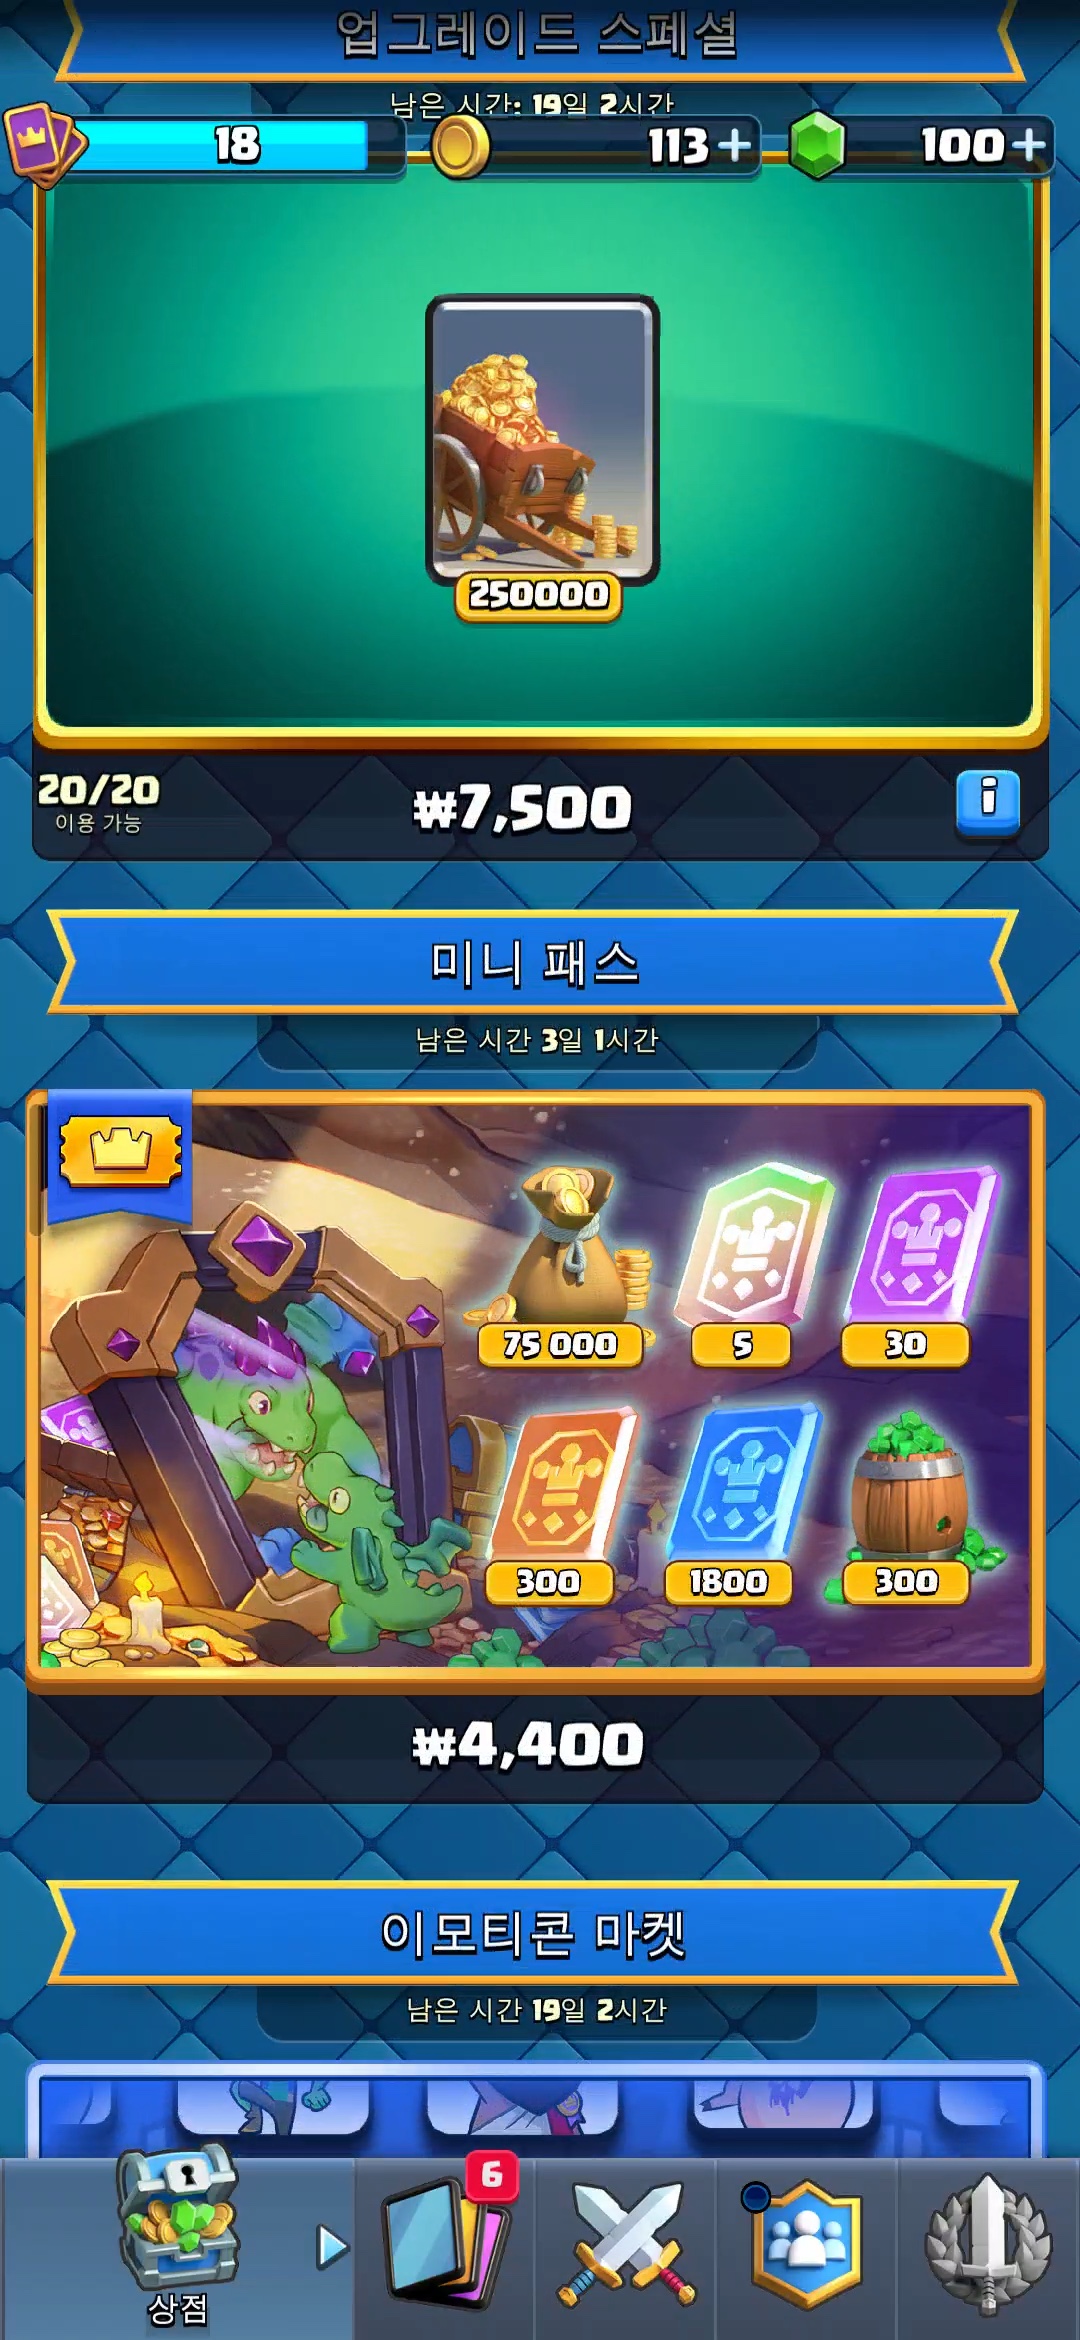 업그레이드 스페셜
남은 시간: 19일 2시간
18
113+
100+
250000
20/20
이용 가능
₩7,500
i
미니 패스
남은 시간 3일 1시간
75 000
5
30
300
1800
300
₩4,400
이모티콘 마켓
남은 시간 19일 2시간
6
상점